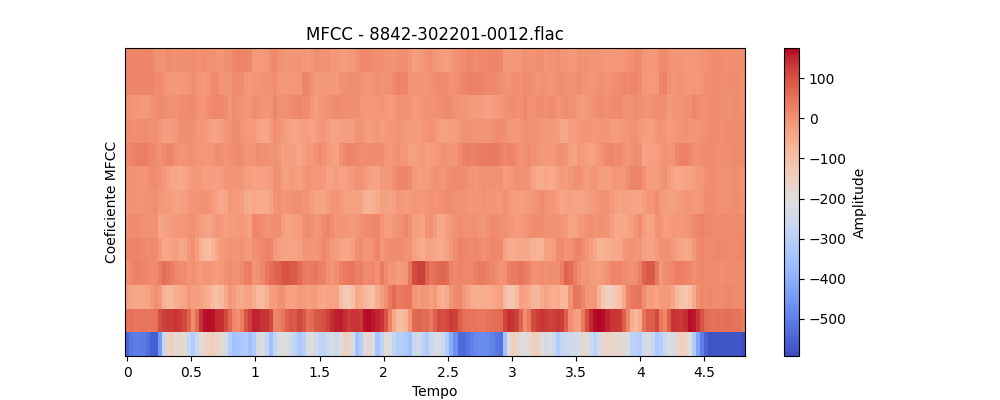 MFCC - 8842-302201-0012.flac
Coeficiente MFCC
0 0.5 1 1.5 2 2.5 3 3.5 4 4.5
Tempo
100
0
−100
−200
−300
−400
−500
Amplitude